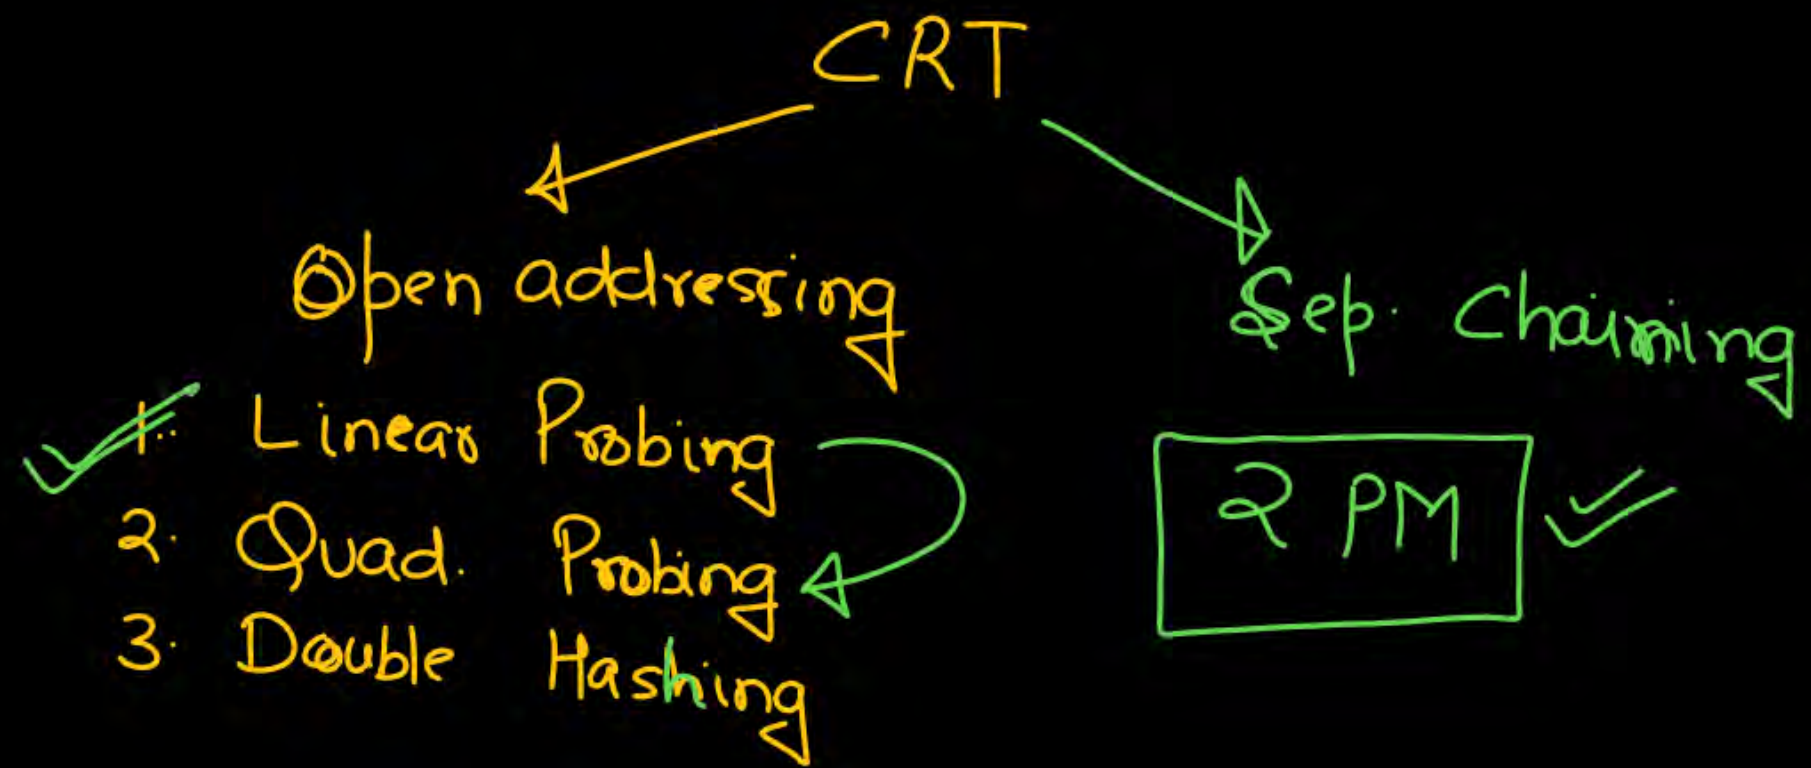 CRT
Open addressing
Sep. Chaining
1. Linear Probing
2. Quad. Probing
3. Double Hashing
2 PM